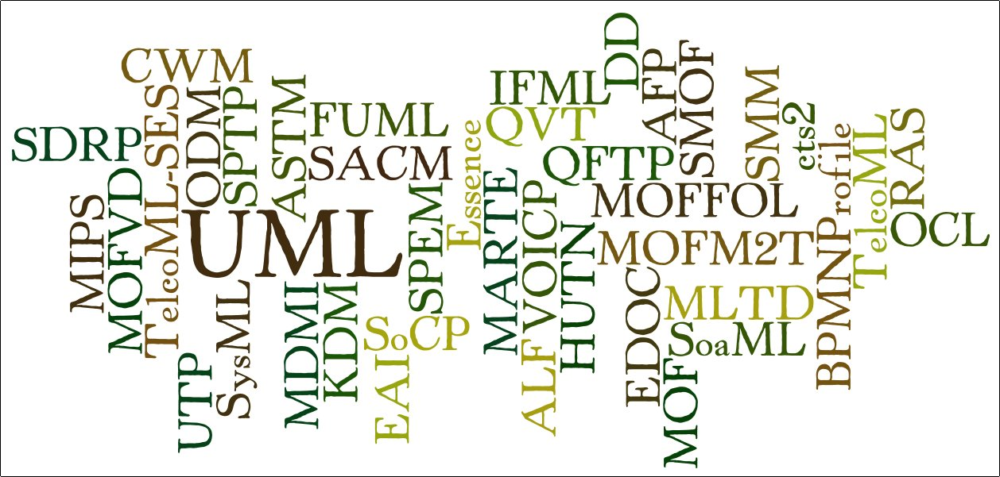 CWM
SDRP
MIPS
MOFVD
TelcoML-SES
ODM
SPTP
ASTM
FUML
SACM
UML
UTP
SysML
MDMI
KDM
SoCP
EAI
SPEM
Essence
IFML
QVT
DD
AFP
SMOF
QFTP
MARTE
VOICP
ALF
HUTN
MOFFOL
MOFM2T
EDOC
MLTD
SoaML
MOF
SMM
cts2
BPMNProfile
TelcoML
RAS
OCL